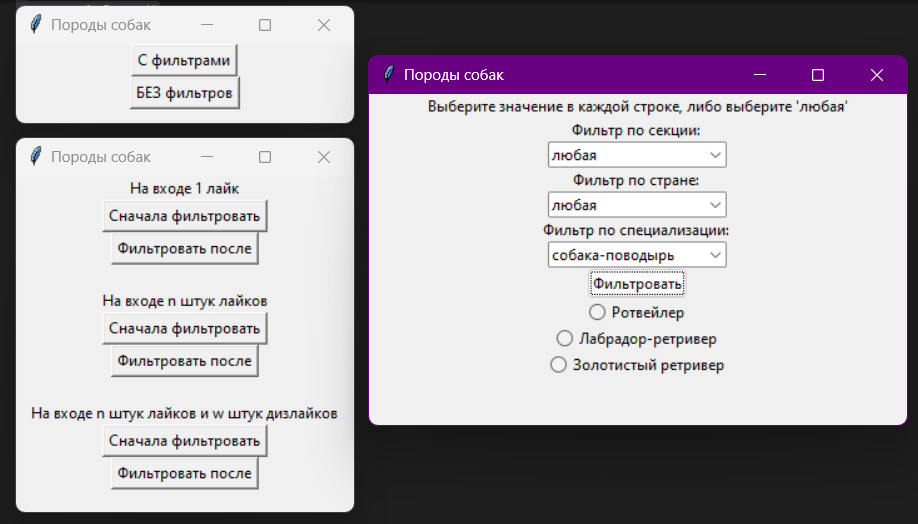 Породы собак
С фильтрами
БЕЗ фильтров
Породы собак
На входе 1 лайк
Сначала фильтровать
Фильтровать после
На входе n штук лайков
Сначала фильтровать
Фильтровать после
На входе n штук лайков и w штук дизлайков
Сначала фильтровать
Фильтровать после
Породы собак
Выберите значение в каждой строке, либо выберите 'любая'
Фильтр по секции:
любая
Фильтр по стране:
любая
Фильтр по специализации:
собака-поводырь
Фильтровать
Ротвейлер
Лабрадор-ретривер
Золотистый ретривер